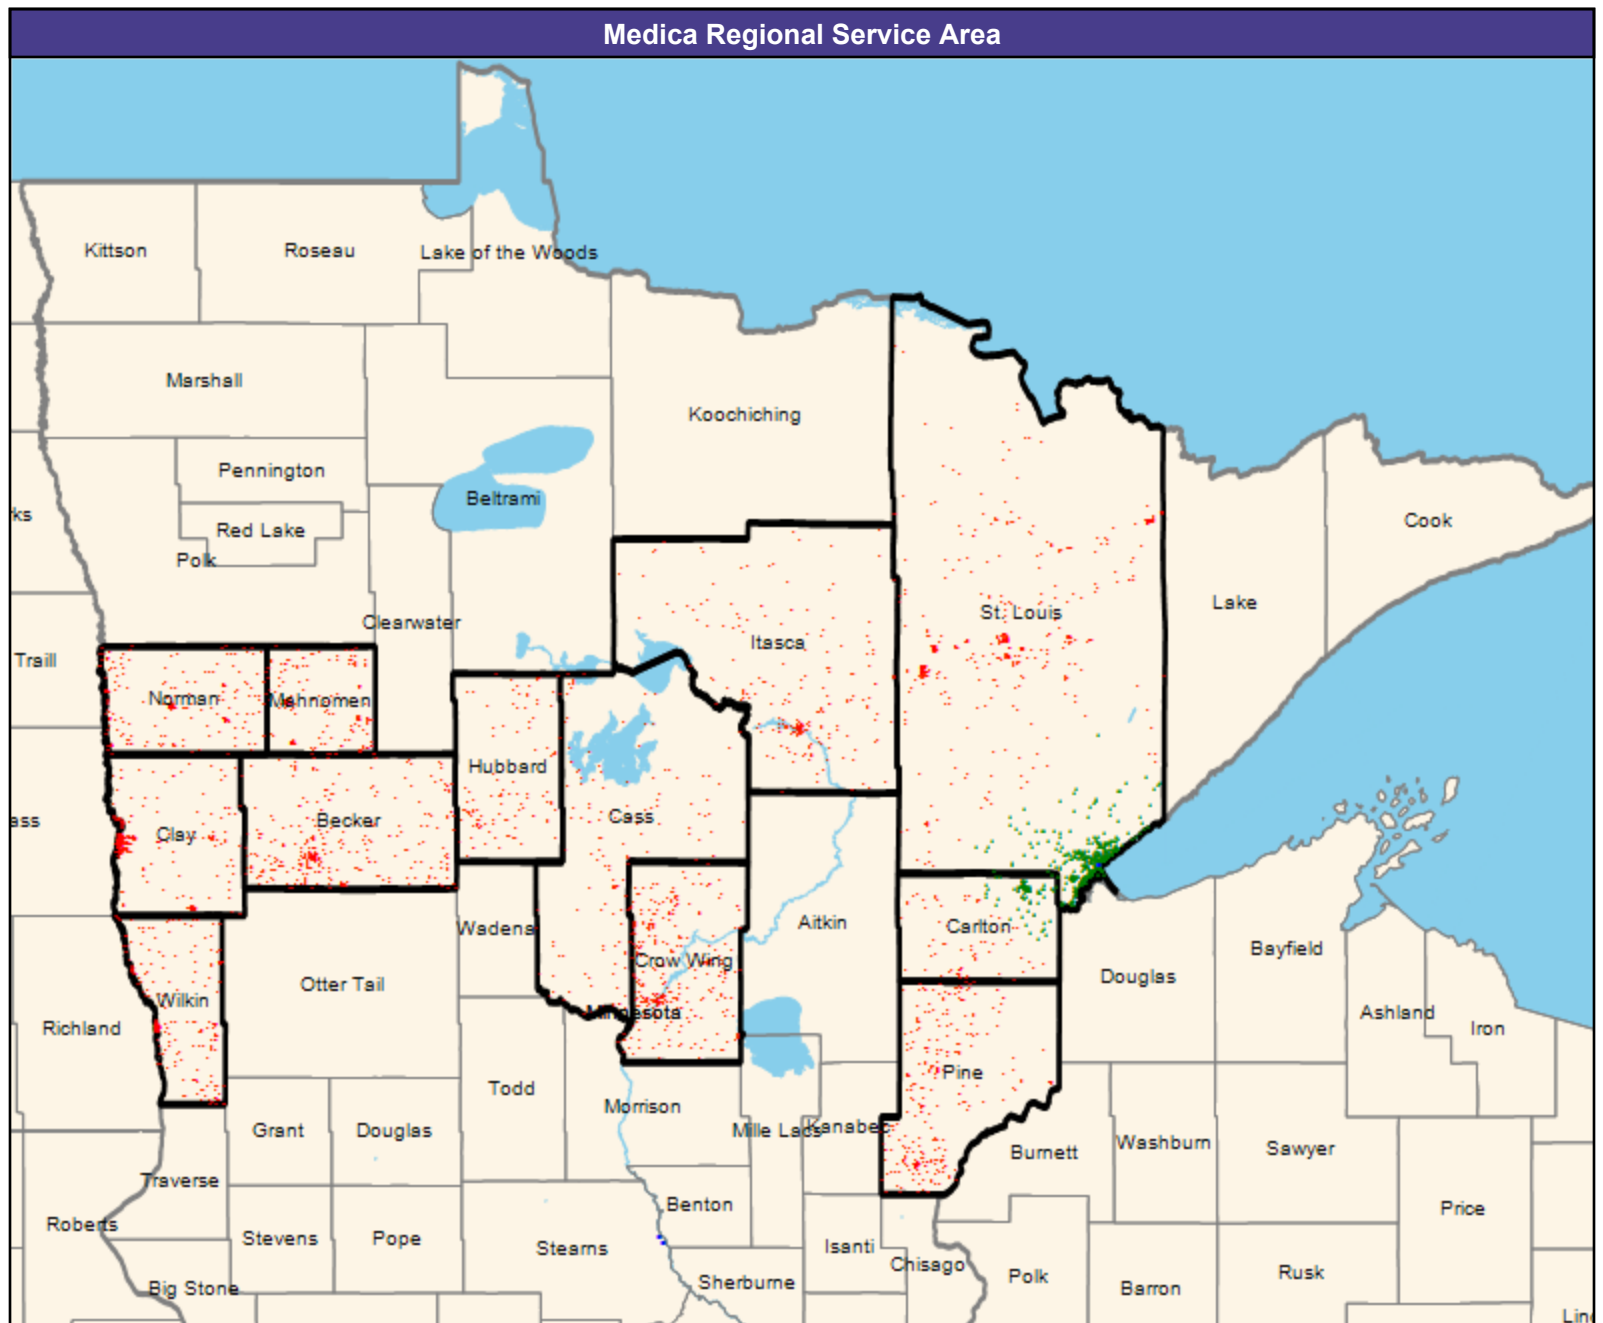 Medica Regional Service Area
Kittson
Roseau
Lake of the Woods
Marshall
Koochiching
Pennington
Beltrami
ks
Red Lake
Cook
Polk
Lake
St. Louis
Clearwater
Itasca
Traill
Norman
Mahnomen
Hubbard
Cass
ass
Clay
Becker
Aitkin
Carlton
Wadena
Bayfield
Crow Wing
Douglas
Otter Tail
Wilkin
Minnesota
Ashland
Richland
Iron
Pine
Todd
Morrison
Grant
Douglas
Mille Lacs
Kanabec
Washburn
Sawyer
Burnett
Traverse
Benton
Price
Roberts
Stevens
Pope
Stearns
Isanti
Chisago
Rusk
Polk
Sherburne
Big Stone
Barron
Lin